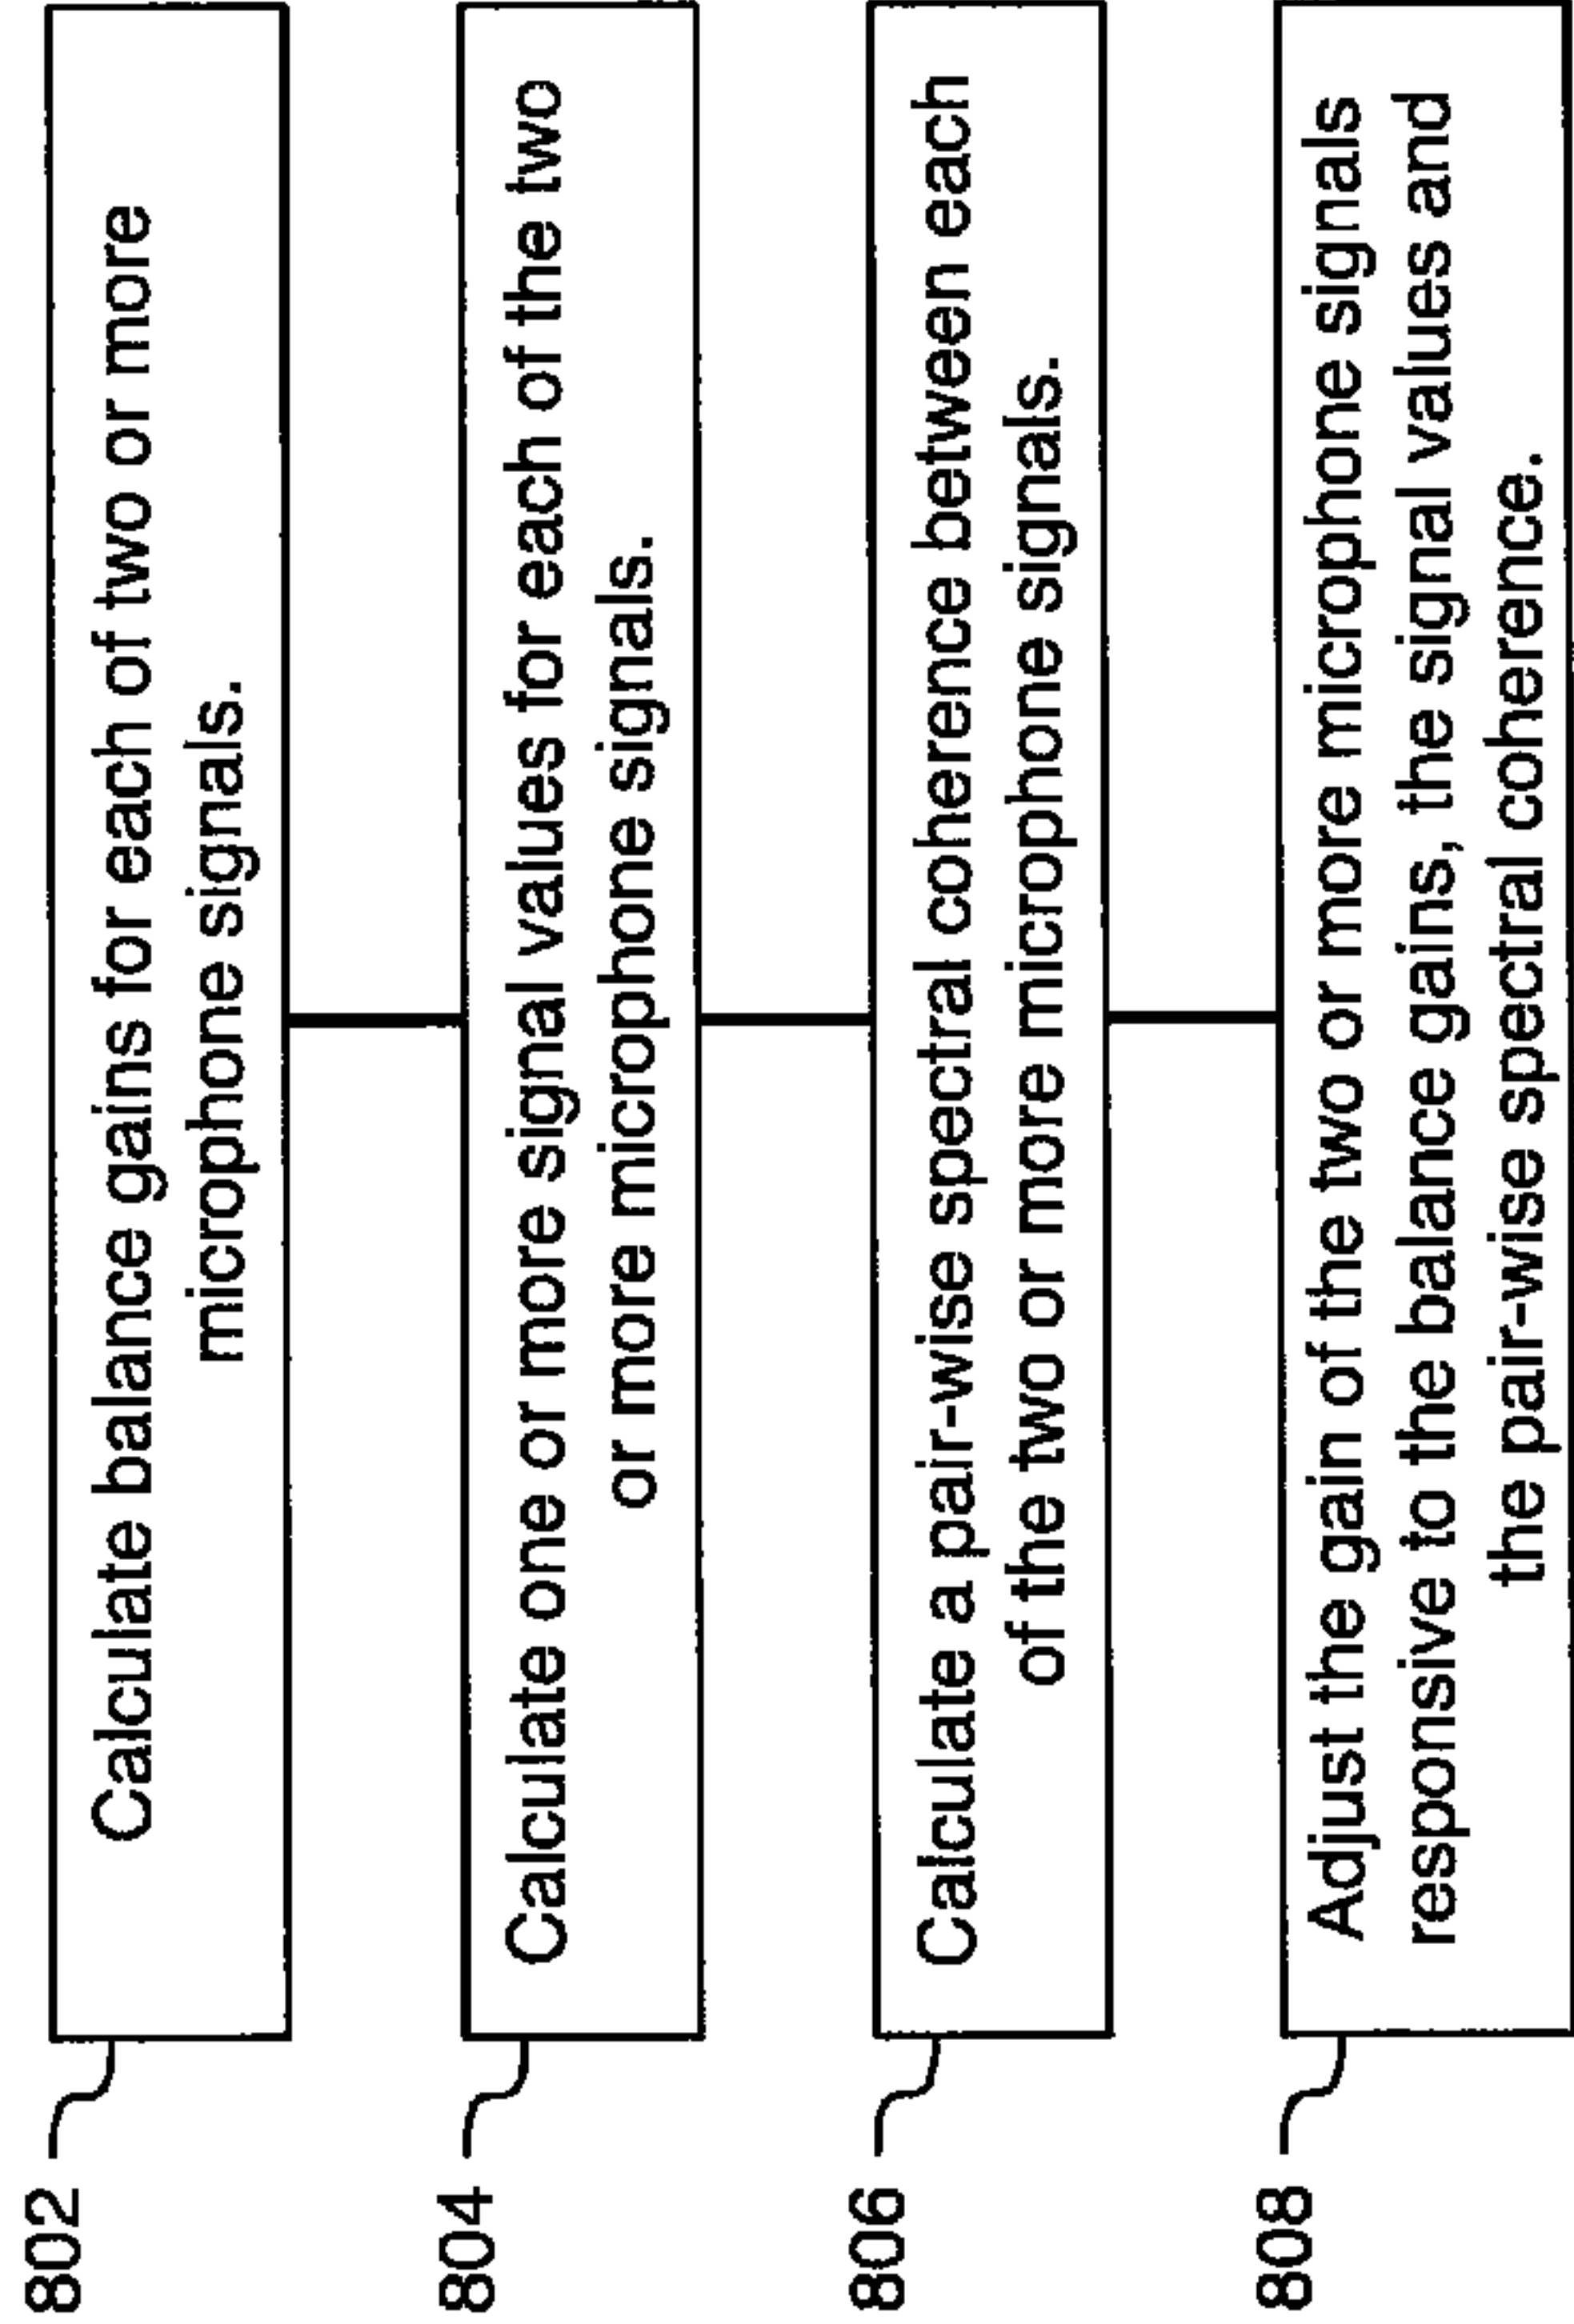 802
Calculate balance gains for each of two or more
microphone signals.
804
Calculate one or more signal values for each of the two
or more microphone signals.
806
Calculate a pair-wise spectral coherence between each
of the two or more microphone signals.
808
Adjust the gain of the two or more microphone signals
responsive to the balance gains, the signal values and
the pair-wise spectral coherence.